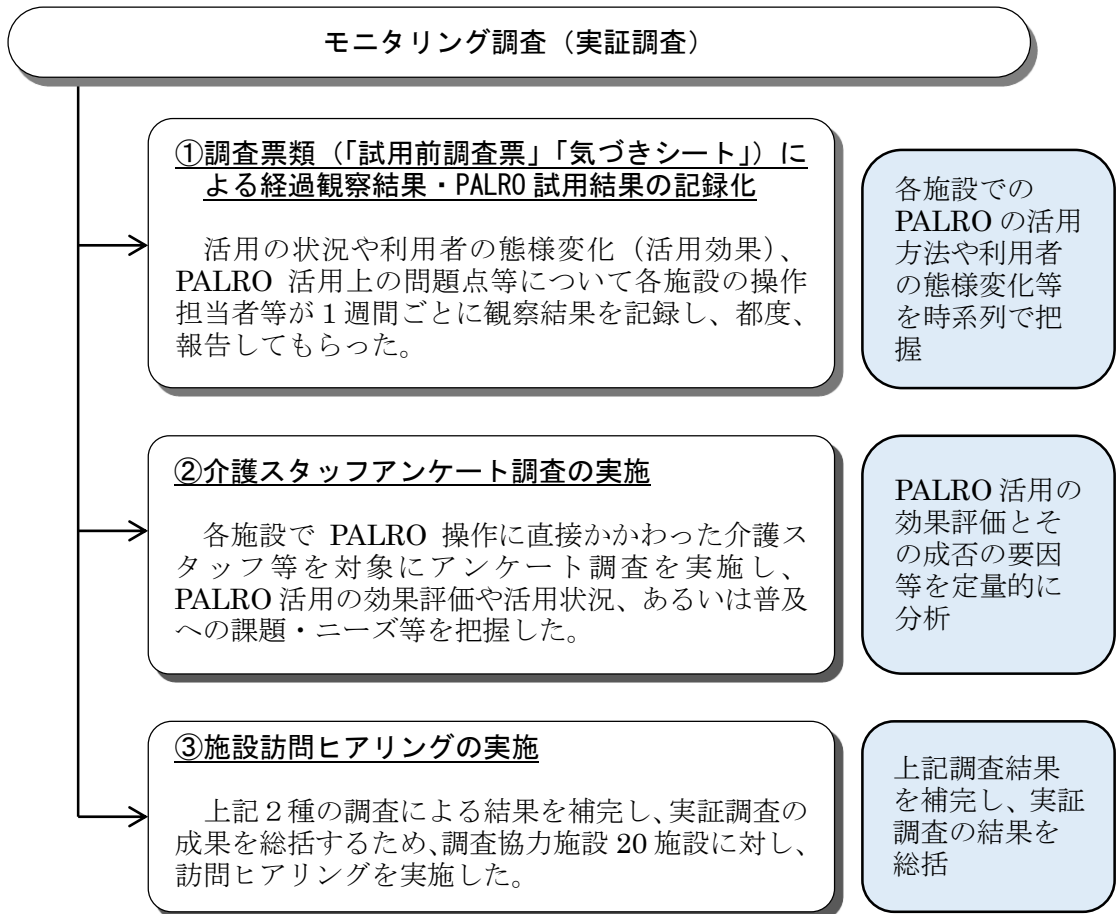 モニタリング調査（実証調査）
①調査票類（「試用前調査票」「気づきシート」）に
よる経過観察結果・PALRO 試用結果の記録化
活用の状況や利用者の態様変化（活用効果）、
PALRO 活用上の問題点等について各施設の操作
担当者等が１週間ごとに観察結果を記録し、都度、
報告してもらった。
各施設での
PALRO の活用
方法や利用者
の態様変化等
を時系列で把
握
②介護スタッフアンケート調査の実施
各施設で PALRO 操作に直接かかわった介護ス
タッフ等を対象にアンケート調査を実施し、
PALRO 活用の効果評価や活用状況、あるいは普及
への課題・ニーズ等を把握した。
PALRO 活用の
効果評価とそ
の成否の要因
等を定量的に
分析
③施設訪問ヒアリングの実施
上記２種の調査による結果を補完し、実証調査の
成果を総括するため、調査協力施設 20 施設に対し、
訪問ヒアリングを実施した。
上記調査結果
を補完し、実証
調査の結果を
総括